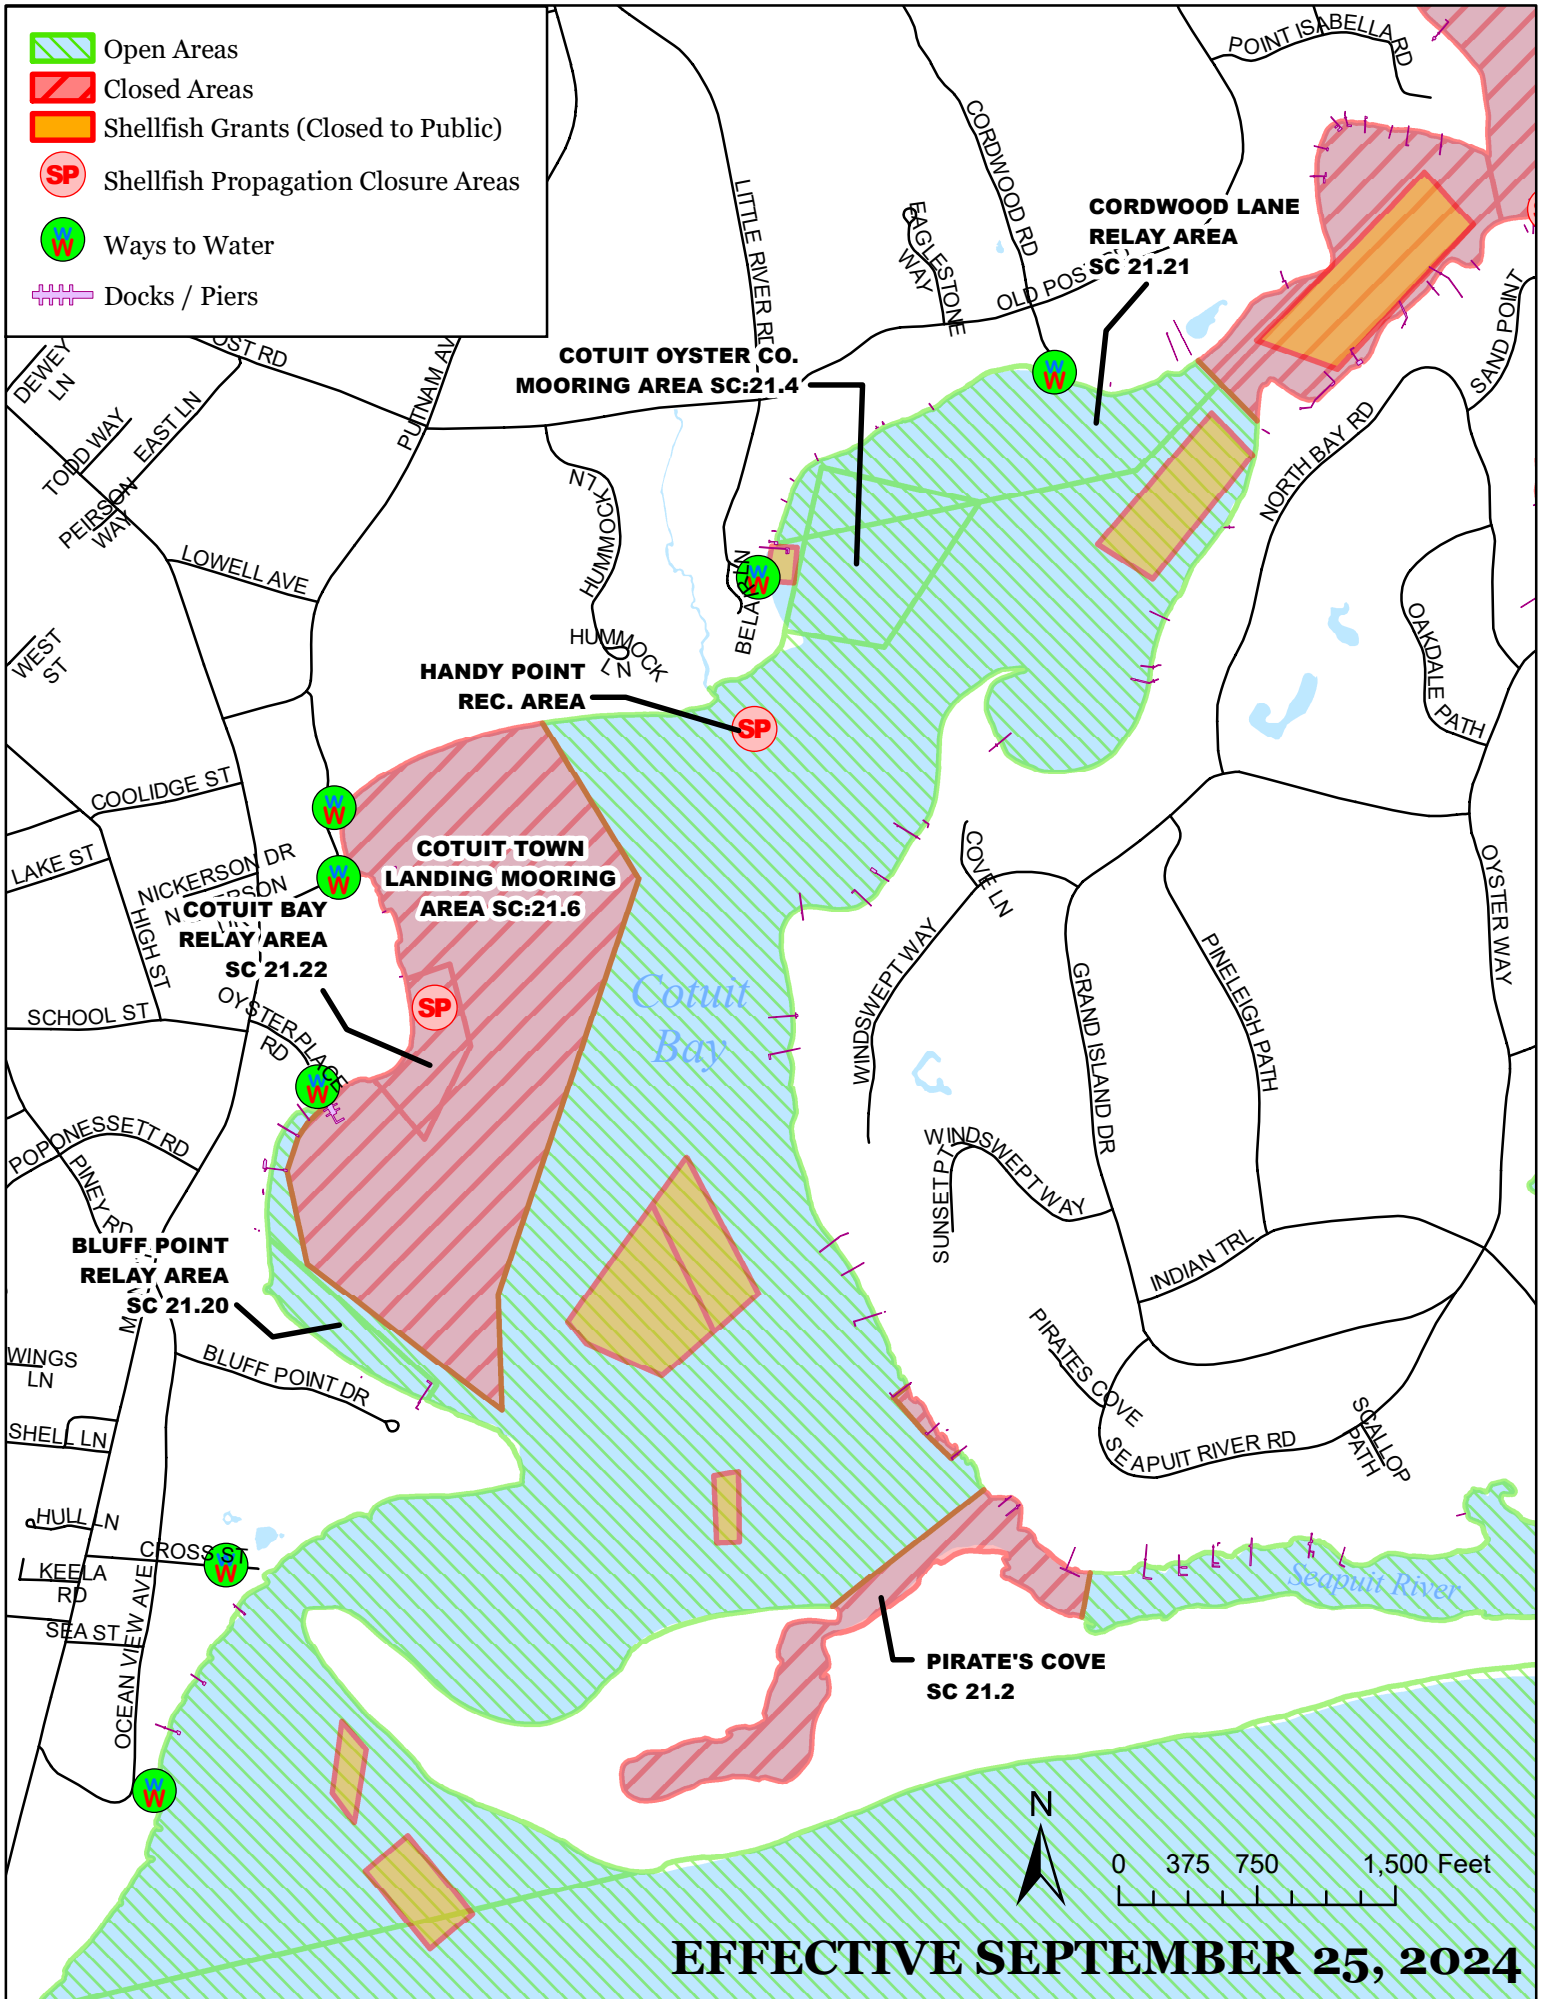 Open Areas
Closed Areas
Shellfish Grants (Closed to Public)
SP
Shellfish Propagation Closure Areas
W
W
Ways to Water
Docks / Piers
POINT ISABELLA RD
CORDWOOD RD
LITTLE RIVER RD
EAGLESTONE
WAY
CORDWOOD LANE
RELAY AREA
SC 21.21
OLD POS
SAND POINT
OST RD
PUTNAM AV
DEWEY
LN
TODD WAY
EAST LN
PEIRSON
WAY
COTUIT OYSTER CO.
MOORING AREA SC:21.4
W
W
NORTH BAY RD
HUMMOCK LN
LOWELL AVE
BELA
LN
W
W
WEST
ST
HUMMOCK
LN
OAKDALE PATH
HANDY POINT
REC. AREA
SP
COOLIDGE ST
W
W
LAKE ST
NICKERSON DR
W
W
COTUIT TOWN
LANDING MOORING
AREA SC:21.6
COVE LN
OYSTER WAY
HIGH ST
COTUIT BAY
RELAY AREA
SC 21.22
WINDSWEPT WAY
GRAND ISLAND DR
PINELEIGH PATH
Cotuit
Bay
SP
SCHOOL ST
OYSTER PLACE
RD
W
W
POPONESSETT RD
PINEY RD
SUNSET PT
WINDSWEPT WAY
BLUFF POINT
RELAY AREA
SC 21.20
M
INDIAN TRL
WINGS
LN
BLUFF POINT DR
PIRATES COVE
SHELL LN
SEAPUIT RIVER RD
SCALLOP
PATH
HULL LN
CROSS ST
W
W
KEELA
RD
Seapuit River
SEA ST
OCEAN VIEW AVE
PIRATE'S COVE
SC 21.2
W
W
N
0 375 750 1,500 Feet
EFFECTIVE SEPTEMBER 25, 2024